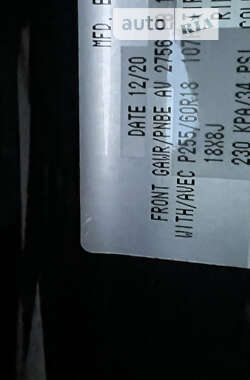 auto RIA
MFD. B
DATE 12/20
FRONT GAWR/PNBE AV 2756
WITH/AVEC P255/60R18 107
18X8J
230 KPA/34 PS